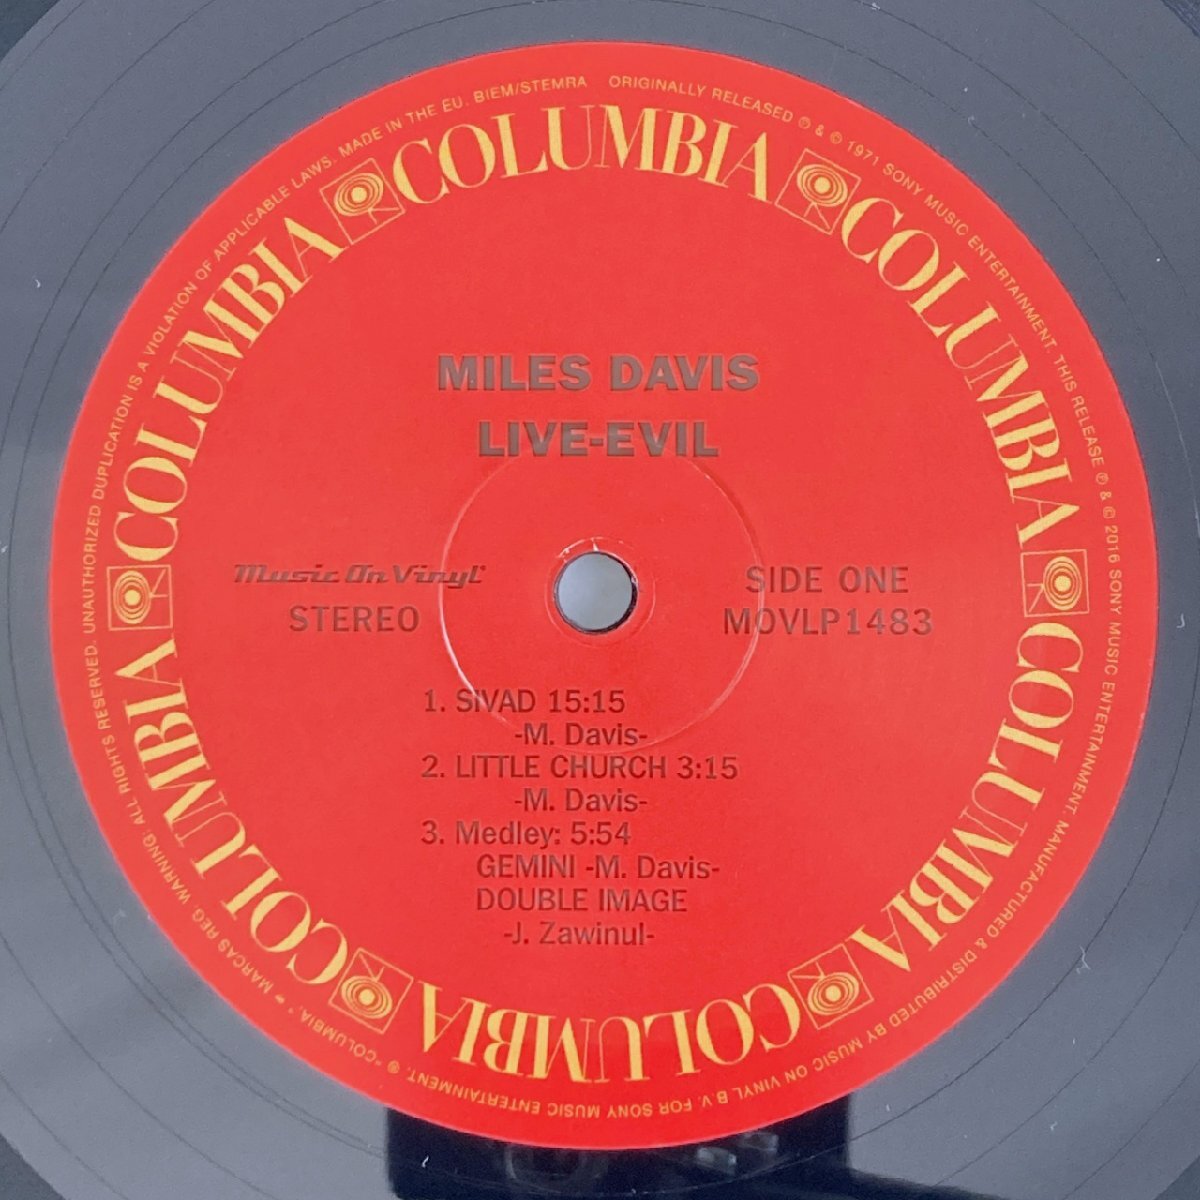 ORIGINALLY RELEASED ℗ & © 1971 SONY MUSIC ENTERTAINMENT. THIS RELEASE ℗ & © 2016 SONY MUSIC ENTERTAINMENT. MANUFACTURED & DISTRIBUTED BY MUSIC ON VINYL B.V. FOR SONY MUSIC ENTERTAINMENT. ® "COLUMBIA," ∞ MARCAS REG. WARNING: ALL RIGHTS RESERVED. UNAUTHORIZED DUPLICATION IS A VIOLATION OF APPLICABLE LAWS. MADE IN THE EU. BIEM/STEMRA
COLUMBIA COLUMBIA COLUMBIA COLUMBIA COLUMBIA COLUMBIA
MILES DAVIS
LIVE-EVIL
Music On Vinyl
STEREO
SIDE ONE
MOVLP1483
1. SIVAD 15:15
-M. Davis-
2. LITTLE CHURCH 3:15
-M. Davis-
3. Medley: 5:54
GEMINI -M. Davis-
DOUBLE IMAGE
-J. Zawinul-